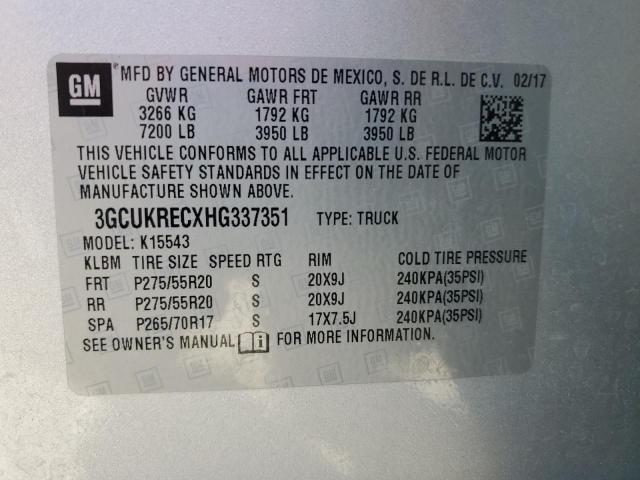 GM *MFD BY GENERAL MOTORS DE MEXICO, S. DE R.L. DE C.V. 02/17
GVWR GAWR FRT GAWR RR
3266 KG 1792 KG 1792 KG
7200 LB 3950 LB 3950 LB
THIS VEHICLE CONFORMS TO ALL APPLICABLE U.S. FEDERAL MOTOR
VEHICLE SAFETY STANDARDS IN EFFECT ON THE DATE OF
MANUFACTURE SHOWN ABOVE.
3GCUKRECXHG337351 TYPE: TRUCK
MODEL: K15543
KLBM TIRE SIZE SPEED RTG RIM COLD TIRE PRESSURE
FRT P275/55R20 S 20X9J 240KPA(35PSI)
RR P275/55R20 S 20X9J 240KPA(35PSI)
SPA P265/70R17 S 17X7.5J 240KPA(35PSI)
SEE OWNER'S MANUAL i FOR MORE INFORMATION.